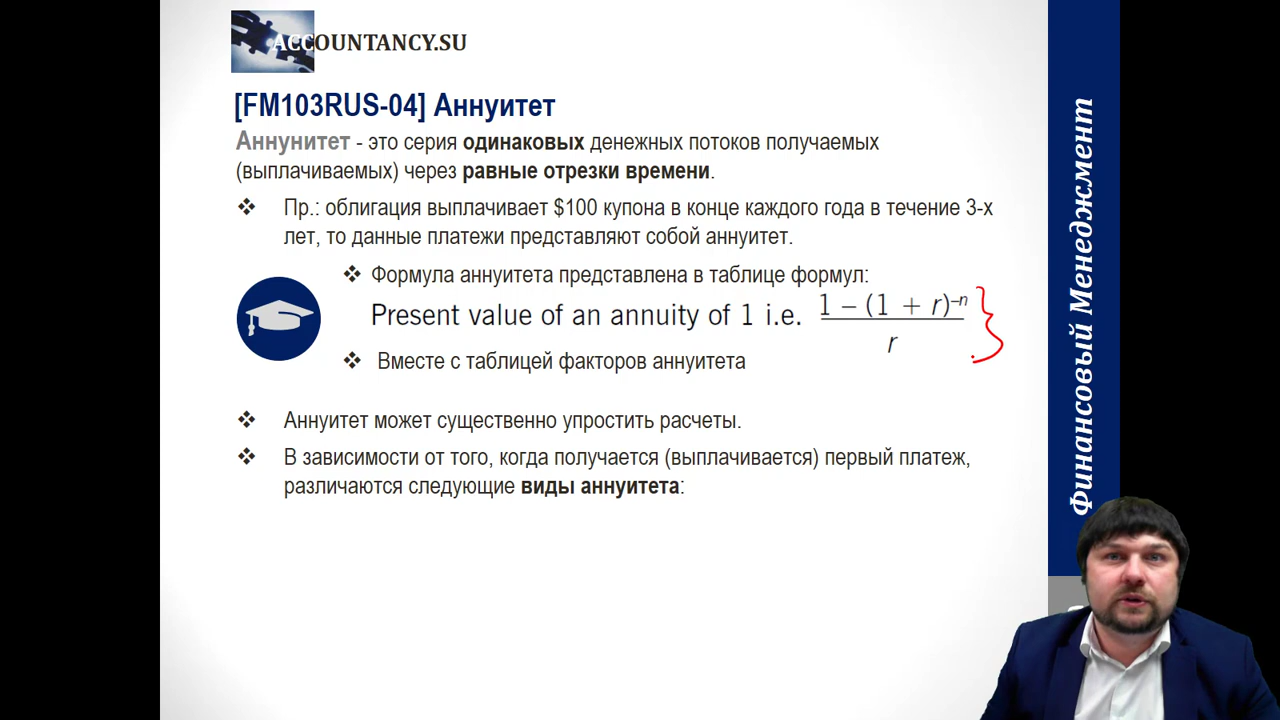 ACCOUNTANCY.SU
[FM103RUS-04] Аннуитет
Аннунитет - это серия одинаковых денежных потоков получаемых
(выплачиваемых) через равные отрезки времени.
❖ Пр.: облигация выплачивает $100 купона в конце каждого года в течение 3-х
лет, то данные платежи представляют собой аннуитет.
❖ Формула аннуитета представлена в таблице формул:
Present value of an annuity of 1 i.e. 1 – (1 + r)⁻ⁿ
r
❖ Вместе с таблицей факторов аннуитета
❖ Аннуитет может существенно упростить расчеты.
❖ В зависимости от того, когда получается (выплачивается) первый платеж,
различаются следующие виды аннуитета:
Финансовый Менеджмент